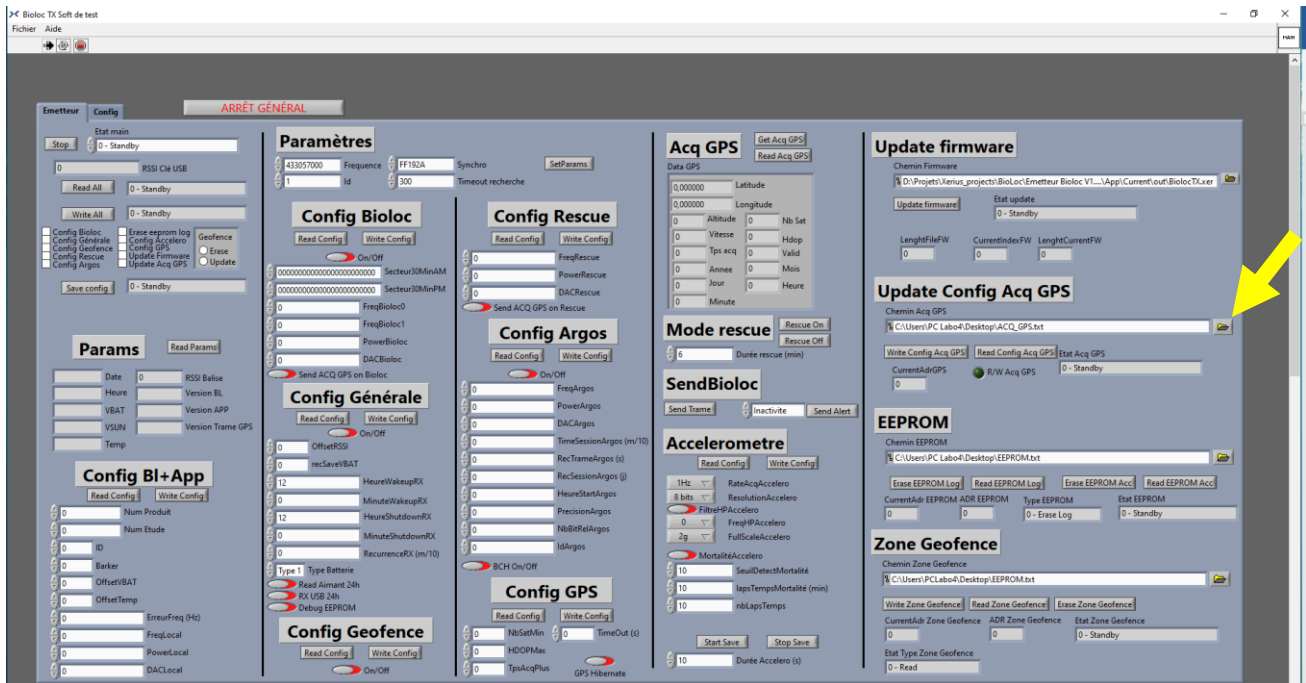 Bioloc TX Soft de test
Fichier Aide
MAIN
Emetteur Config
ARRÊT GÉNÉRAL
Etat main
Stop 0 - Standby
0 RSSI Clé USB
Read All 0 - Standby
Write All 0 - Standby
Config Bioloc
Config Générale
Config Geofence
Config Rescue
Config Argos
Erase eeprom log
Config Accelero
Config GPS
Update Firmware
Update Acq GPS
Geofence
Erase
Update
Save config 0 - Standby
Params Read Params
Date 0 RSSI Balise
Heure Version BL
VBAT Version APP
VSUN Version Trame GPS
Temp
Config Bl+App
Read Config Write Config
0 Num Produit
0 Num Etude
0 ID
0 Barker
0 OffsetVBAT
0 OffsetTemp
0 ErreurFreq (Hz)
0 FreqLocal
0 PowerLocal
0 DACLocal
Paramètres
433057000 Frequence FF192A Synchro SetParams
1 Id 300 Timeout recherche
Config Bioloc
Read Config Write Config
On/Off
000000000000000000000000 Secteur30MinAM
000000000000000000000000 Secteur30MinPM
0 FreqBioloc0
0 FreqBioloc1
0 PowerBioloc
0 DACBioloc
Send ACQ GPS on Bioloc
Config Générale
Read Config Write Config
On/Off
0 OffsetRSSI
0 recSaveVBAT
12 HeureWakeupRX
0 MinuteWakeupRX
12 HeureShutdownRX
0 MinuteShutdownRX
0 RecurrenceRX (m/10)
Type 1 Type Batterie
Read Aimant 24h
RX USB 24h
Debug EEPROM
Config Geofence
Read Config Write Config
On/Off
Config Rescue
Read Config Write Config
0 FreqRescue
0 PowerRescue
0 DACRescue
Send ACQ GPS on Rescue
Config Argos
Read Config Write Config
On/Off
0 FreqArgos
0 PowerArgos
0 DACArgos
0 TimeSessionArgos (m/10)
0 RecTrameArgos (s)
0 RecSessionArgos (j)
0 HeureStartArgos
0 PrecisionArgos
0 NbBitRelArgos
0 IdArgos
BCH On/Off
Config GPS
Read Config Write Config
0 NbSatMin 0 TimeOut (s)
0 HDOPMax
0 TpsAcqPlus
GPS Hibernate
Acq GPS Get Acq GPS
Read Acq GPS
Data GPS
0,000000 Latitude
0,000000 Longitude
0 Altitude 0 Nb Sat
0 Vitesse 0 Hdop
0 Tps acq 0 Valid
0 Annee 0 Mois
0 Jour 0 Heure
0 Minute
Mode rescue Rescue On
Rescue Off
6 Durée rescue (min)
SendBioloc
Send Trame Inactivite Send Alert
Accelerometre
Read Config Write Config
1Hz RateAcqAccelero
8 bits ResolutionAccelero
FiltreHPAccelero
0 FreqHPAccelero
2g FullScaleAccelero
MortalitéAccelero
10 SeuilDetectMortalité
10 lapsTempsMortalité (min)
10 nbLapsTemps
Start Save Stop Save
10 Durée Accelero (s)
Update firmware
Chemin Firmware
D:\Projets\Xerius_projects\BioLoc\Emetteur Bioloc V1....\App\Current\out\BiolocTX.xer
Update firmware Etat update
0 - Standby
LenghtFileFW CurrentIndexFW LenghtCurrentFW
0 0 0
Update Config Acq GPS
Chemin Acq GPS
C:\Users\PC Labo4\Desktop\ACQ_GPS.txt
Write Config Acq GPS Read Config Acq GPS Etat Acq GPS
CurrentAdrGPS R/W Acq GPS 0 - Standby
0
EEPROM
Chemin EEPROM
C:\Users\PC Labo4\Desktop\EEPROM.txt
Erase EEPROM Log Read EEPROM Log Erase EEPROM Acc Read EEPROM Acc
CurrentAdr EEPROM ADR EEPROM Type EEPROM Etat EEPROM
0 0 0 - Erase Log 0 - Standby
Zone Geofence
Chemin Zone Geofence
C:\Users\PCLabo4\Desktop\EEPROM.txt
Write Zone Geofence Read Zone Geofence Erase Zone Geofence
CurrentAdr Zone Geofence ADR Zone Geofence Etat Zone Geofence
0 0 0 - Standby
Etat Type Zone Geofence
0 - Read